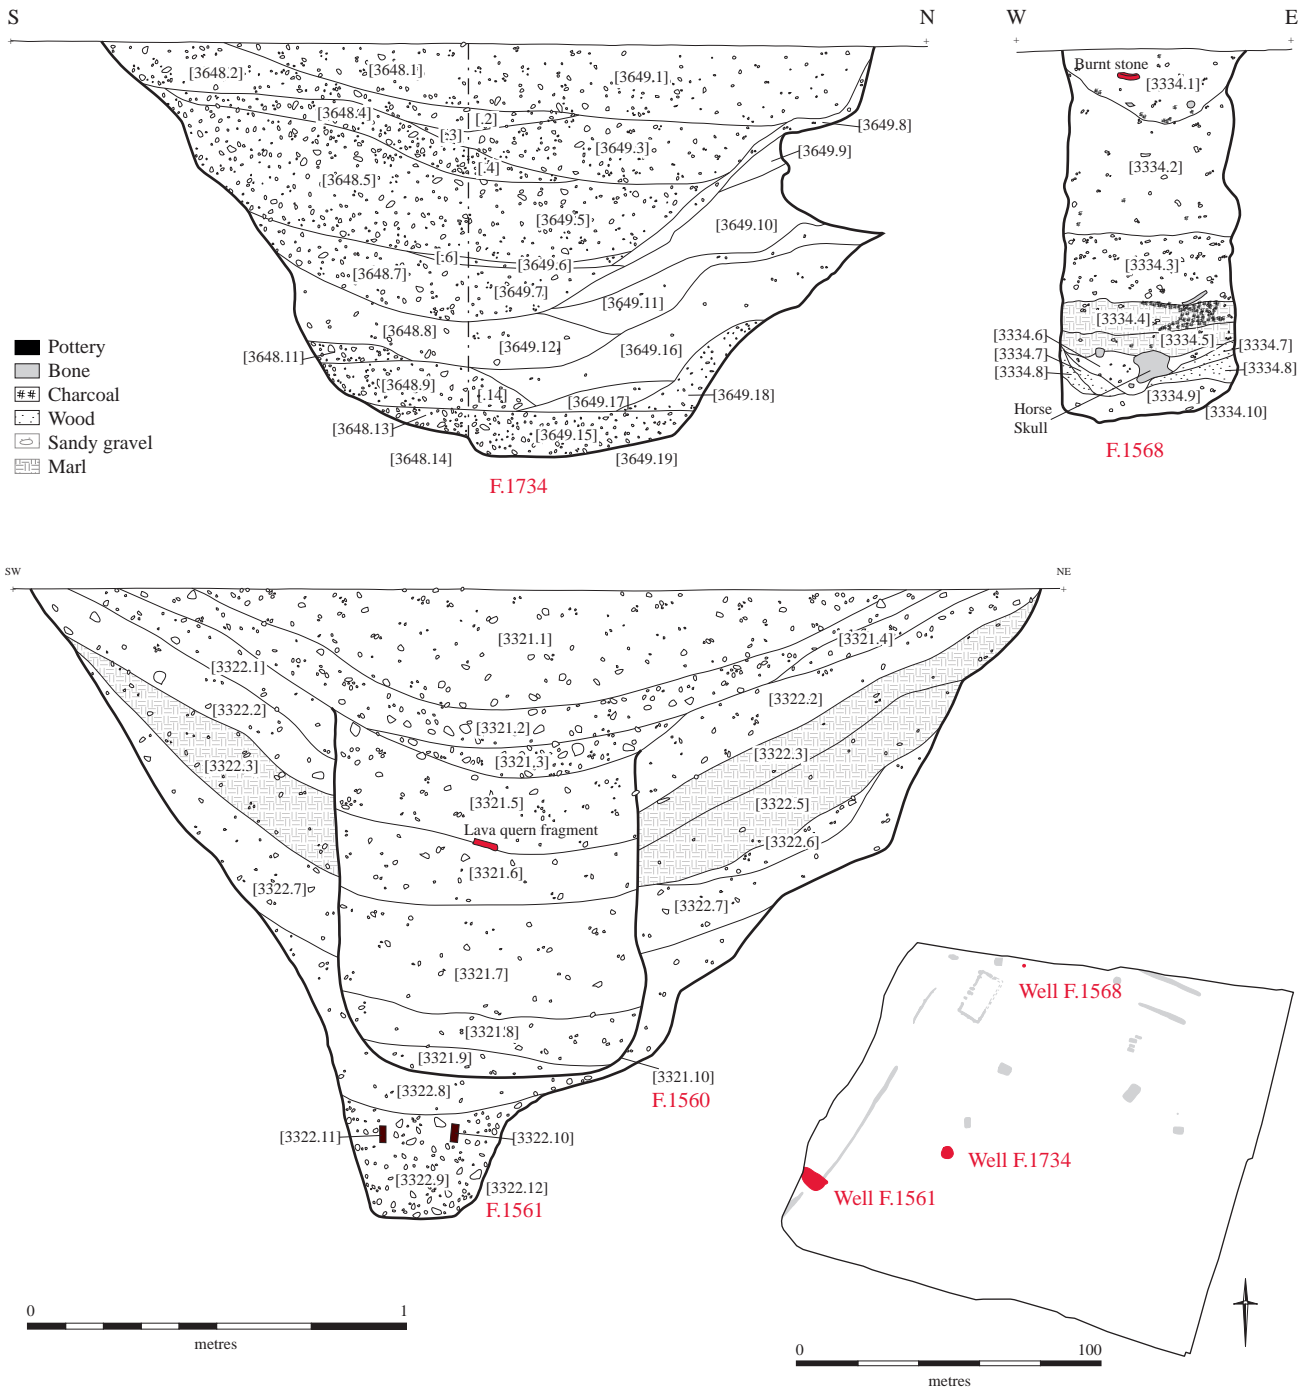 S
N
W
E
[3648.2]
[3648.1]
[3649.1]
[3648.4]
[.2]
[.3]
[3649.3]
[3649.8]
[3649.9]
[.4]
[3648.5]
[3649.5]
[3649.10]
[.6]
[3649.6]
[3648.7]
[3649.7]
[3649.11]
[3648.8]
[3649.12]
[3649.16]
[3648.11]
[3648.9]
[.14]
[3649.17]
[3649.18]
[3648.13]
[3649.15]
[3648.14]
[3649.19]
F.1734
Burnt stone
[3334.1]
[3334.2]
[3334.3]
[3334.4]
[3334.5]
[3334.6]
[3334.7]
[3334.8]
[3334.7]
[3334.8]
[3334.9]
[3334.10]
Horse
Skull
F.1568
Pottery
Bone
Charcoal
Wood
Sandy gravel
Marl
SW
NE
[3321.1]
[3321.4]
[3322.1]
[3322.2]
[3322.2]
[3321.2]
[3321.3]
[3322.3]
[3322.3]
[3321.5]
[3322.5]
Lava quern fragment
[3322.6]
[3321.6]
[3322.7]
[3322.7]
[3321.7]
[3321.8]
[3321.9]
[3321.10]
F.1560
[3322.8]
[3322.11]
[3322.10]
[3322.9]
[3322.12]
F.1561
Well F.1568
Well F.1734
Well F.1561
0 1
metres
0 100
metres